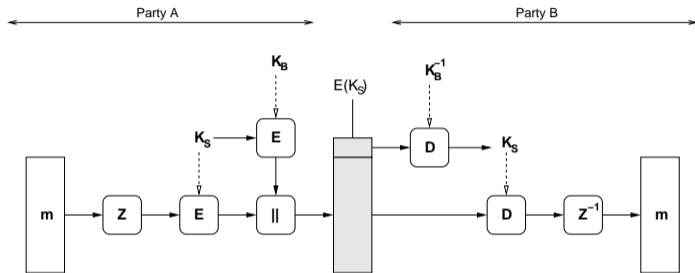 Party A
Party B
K_B
K_B^{-1}
E(K_S)
K_S
E
D
K_S
m
Z
E
||
D
Z^{-1}
m